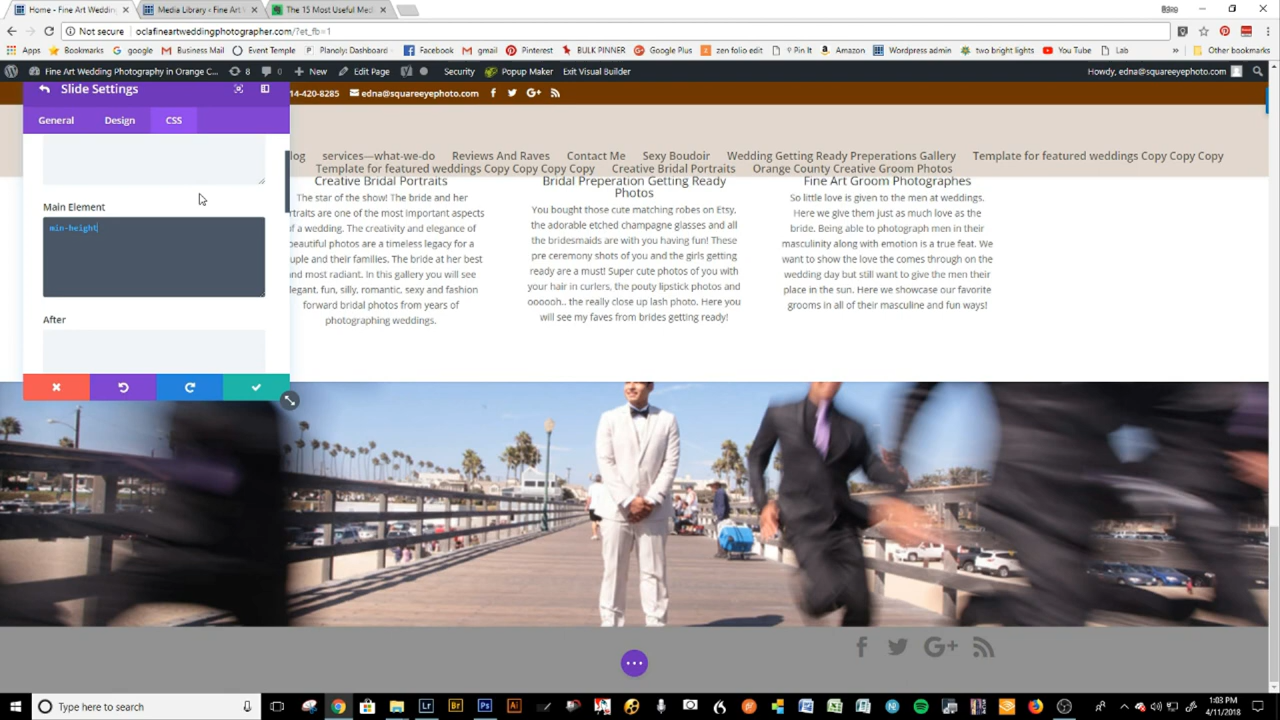 Home - Fine Art Wedding
Media Library ‹ Fine Art W
The 15 Most Useful Medi
Edna
Not secure
oclafineartweddingphotographer.com/?et_fb=1
Apps
Bookmarks
google
Business Mail
Event Temple
Planoly: Dashboard
Facebook
gmail
Pinterest
BULK PINNER
Google Plus
zen folio edit
Pin It
Amazon
Wordpress admin
two bright lights
You Tube
Lab
»
Other bookmarks
Fine Art Wedding Photography in Orange C...
8
0
New
Edit Page
Security
Popup Maker
Exit Visual Builder
Howdy, edna@squareeyephoto.com
Slide Settings
14-420-8285
edna@squareeyephoto.com
General
Design
CSS
log
services—what-we-do
Reviews And Raves
Contact Me
Sexy Boudoir
Wedding Getting Ready Preperations Gallery
Template for featured weddings Copy Copy Copy
Template for featured weddings Copy Copy Copy Copy
Creative Bridal Portraits
Orange County Creative Groom Photos
Main Element
min-height
After
Creative Bridal Portraits
The star of the show! The bride and her
rtraits are one of the most important aspects
of a wedding. The creativity and elegance of
beautiful photos are a timeless legacy for a
uple and their families. The bride at her best
and most radiant. In this gallery you will see
legant, fun, silly, romantic, sexy and fashion
forward bridal photos from years of
photographing weddings.
Bridal Preperation Getting Ready
Photos
You bought those cute matching robes on Etsy,
the adorable etched champagne glasses and all
the bridesmaids are with you having fun! These
pre ceremony shots of you and the girls getting
ready are a must! Super cute photos of you with
your hair in curlers, the pouty lipstick photos and
oooooh.. the really close up lash photo. Here you
will see my faves from brides getting ready!
Fine Art Groom Photographes
So little love is given to the men at weddings.
Here we give them just as much love as the
bride. Being able to photograph men in their
masculinity along with emotion is a true feat. We
want to show the love the comes through on the
wedding day but still want to give the men their
place in the sun. Here we showcase our favorite
grooms in all of their masculine and fun ways!
Type here to search
1:03 PM
4/11/2018